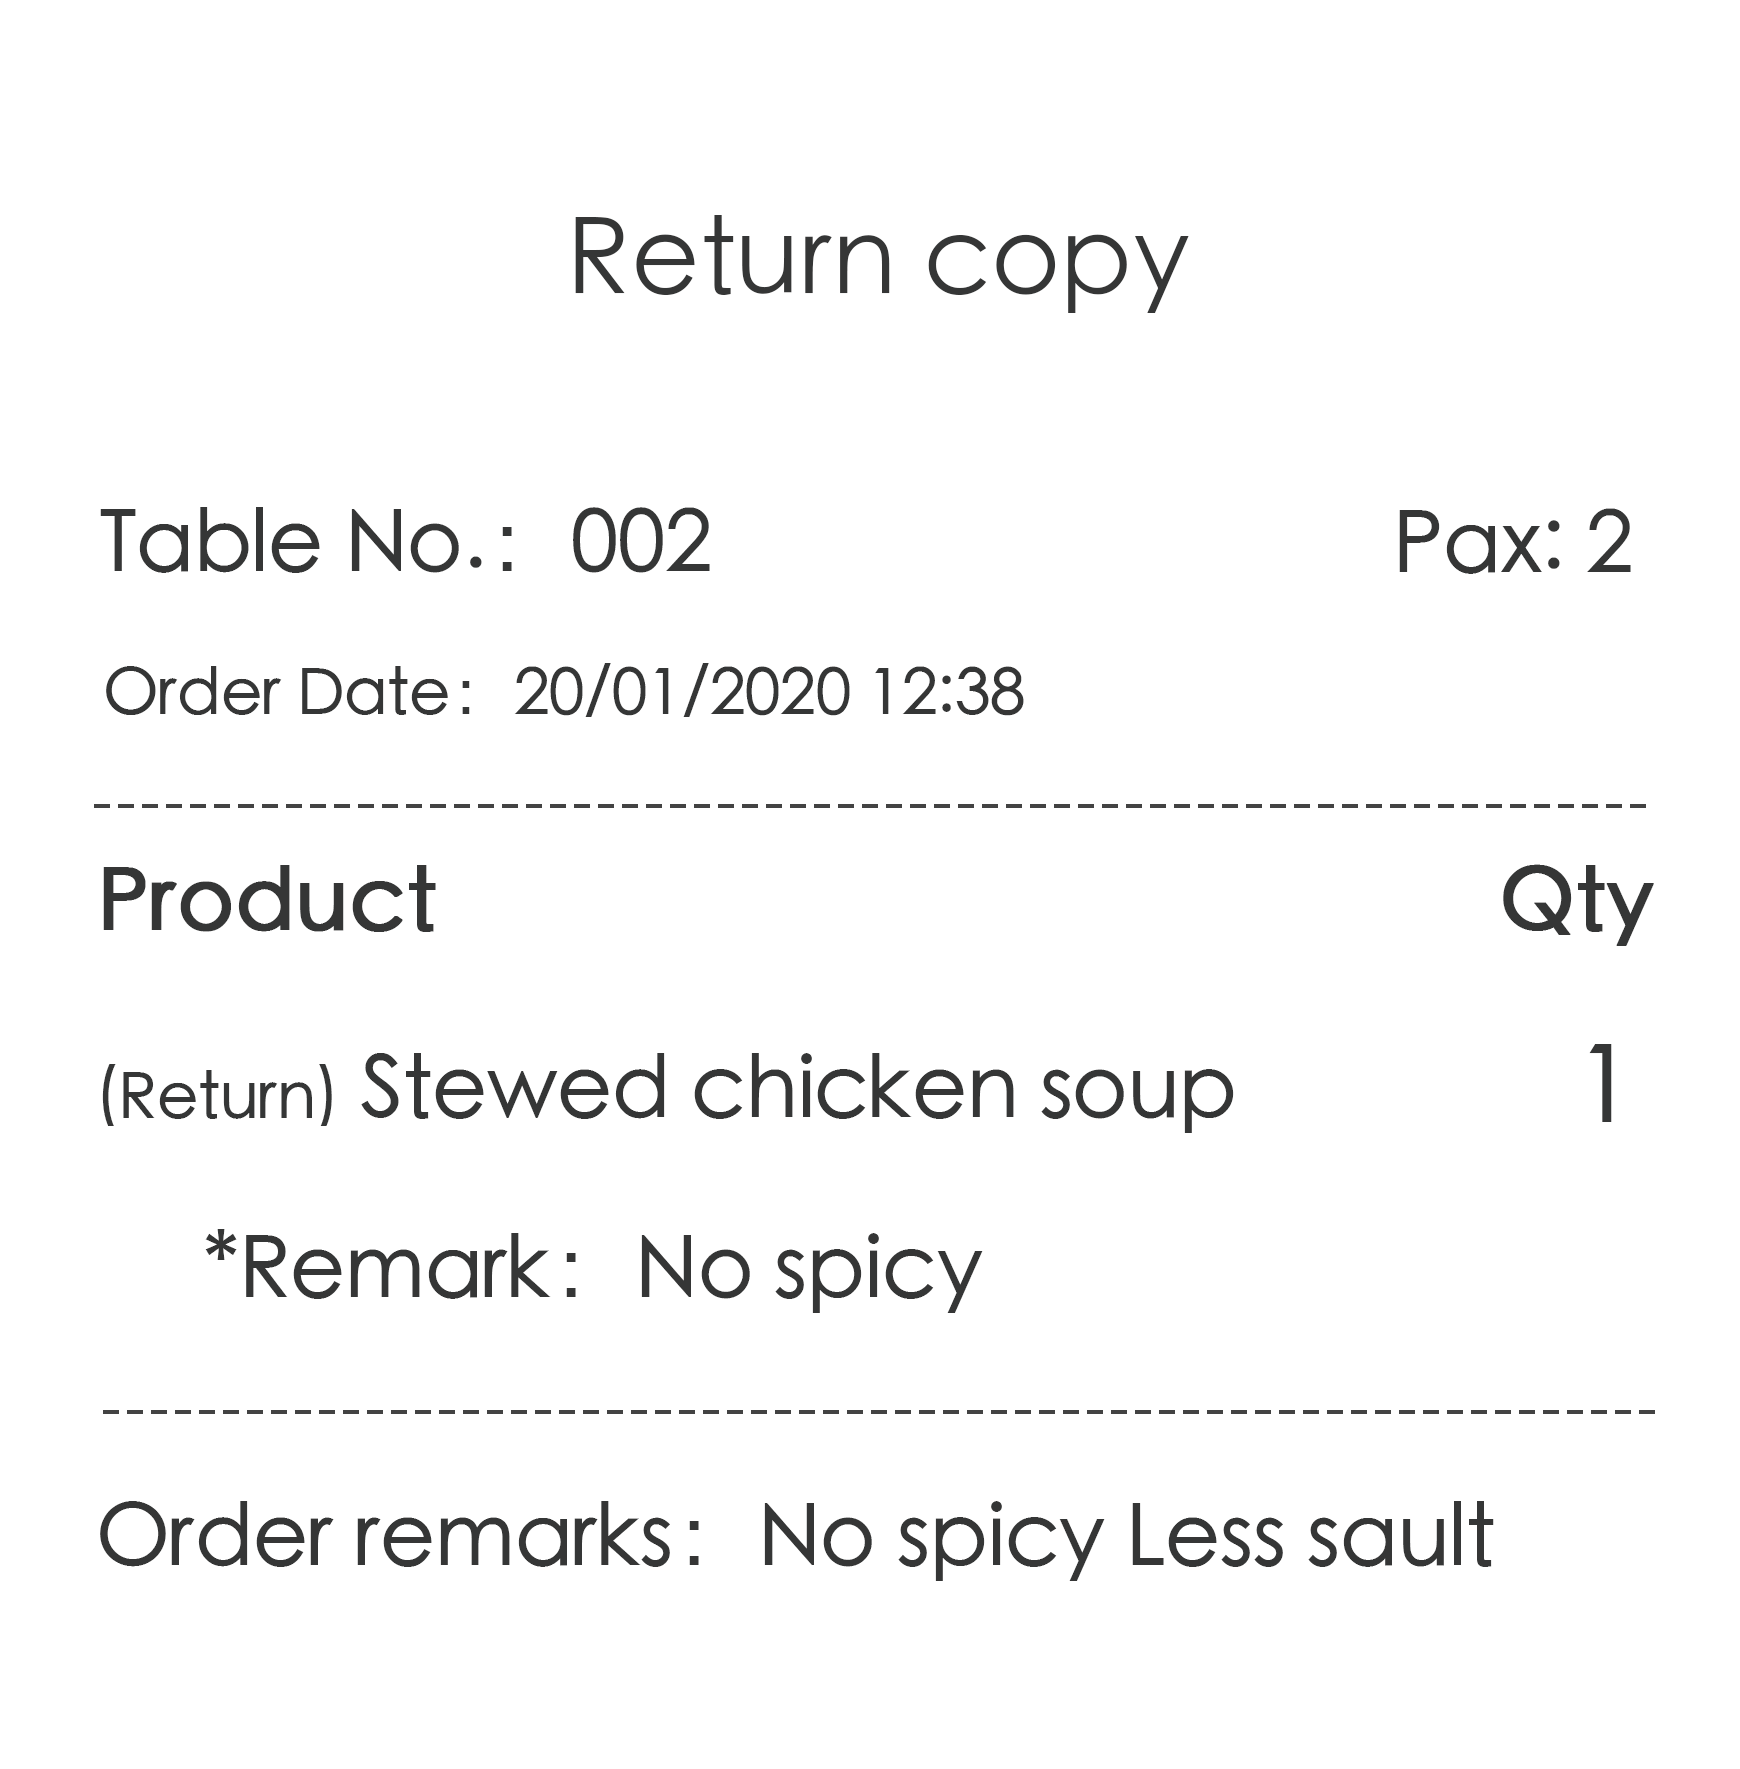 Return copy
Table No.: 002 Pax: 2
Order Date: 20/01/2020 12:38
Product Qty
(Return) Stewed chicken soup 1
*Remark: No spicy
Order remarks: No spicy Less sault